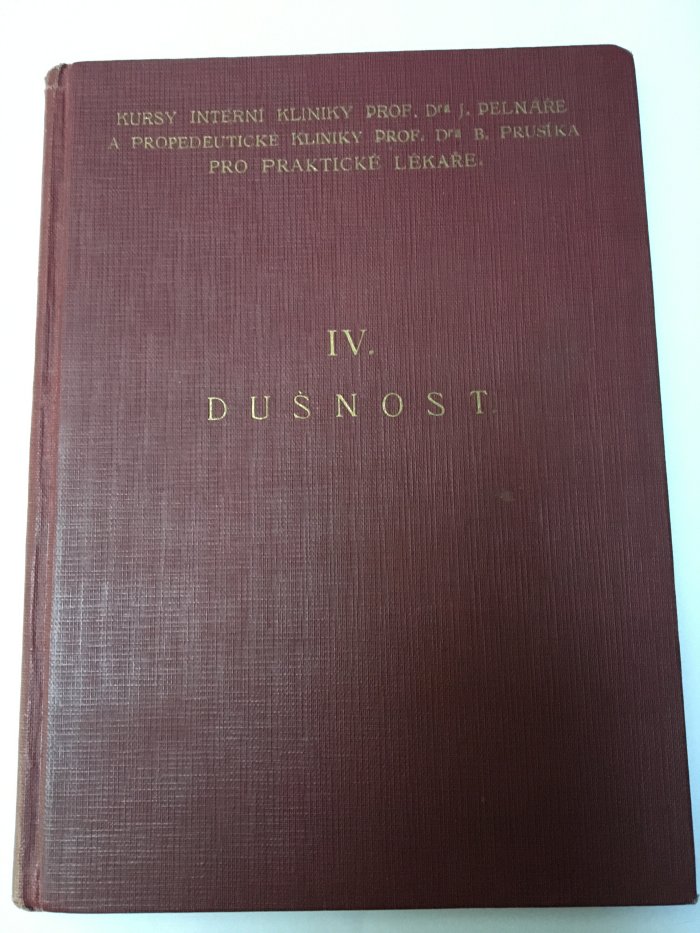 KURSY INTERNÍ KLINIKY PROF. Dra J. PELNÁŘE
A PROPEDEUTICKÉ KLINIKY PROF. Dra B. PRUSÍKA
PRO PRAKTICKÉ LÉKAŘE.
IV.
DUŠNOST.